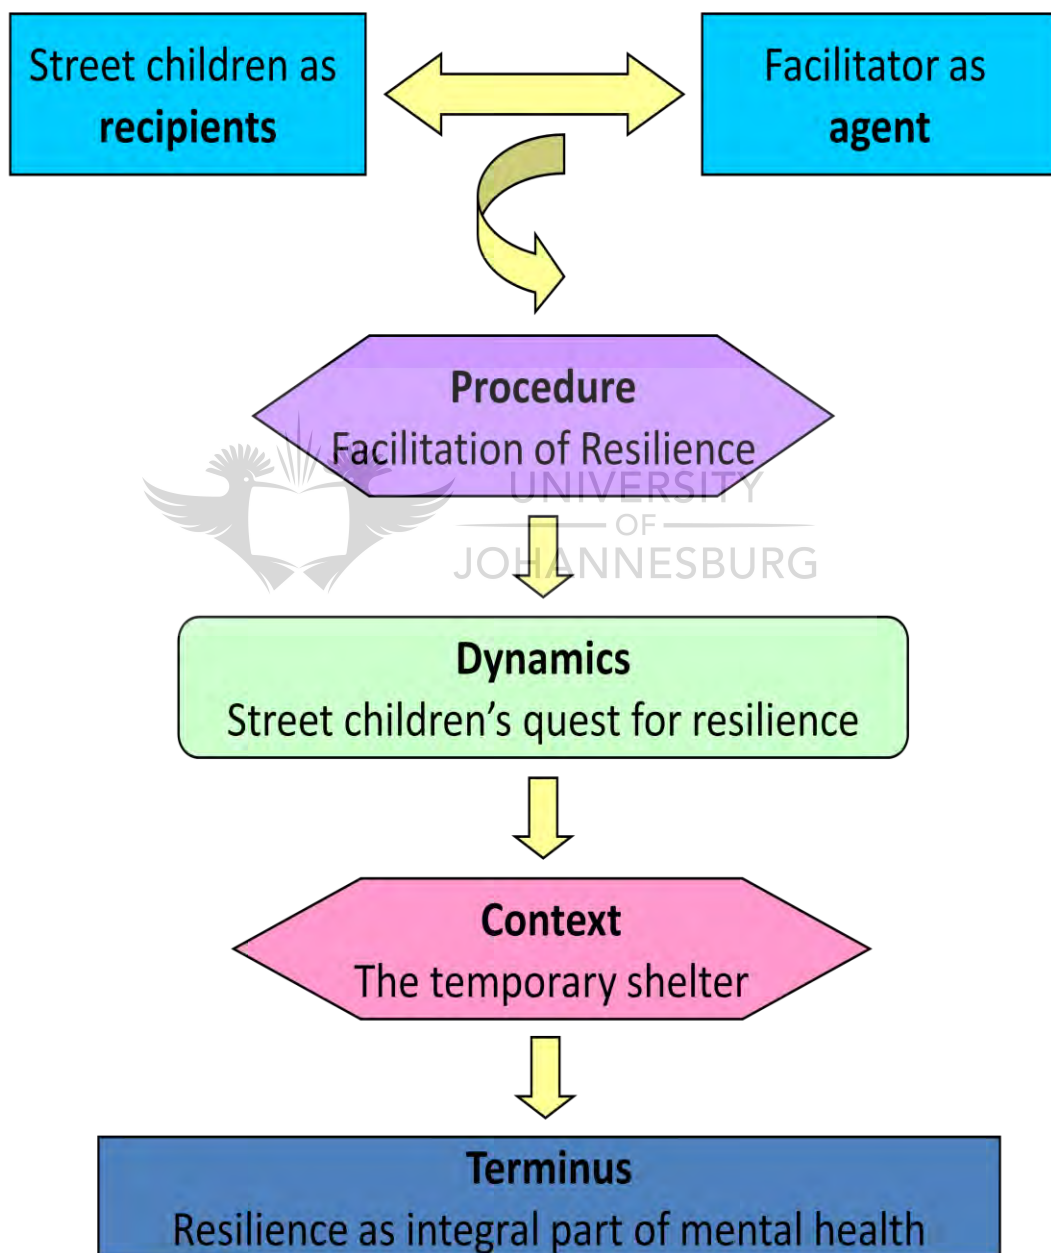 Street children as
recipients
Facilitator as
agent
Procedure
Facilitation of Resilience
UNIVERSITY
OF
JOHANNESBURG
Dynamics
Street children’s quest for resilience
Context
The temporary shelter
Terminus
Resilience as integral part of mental health